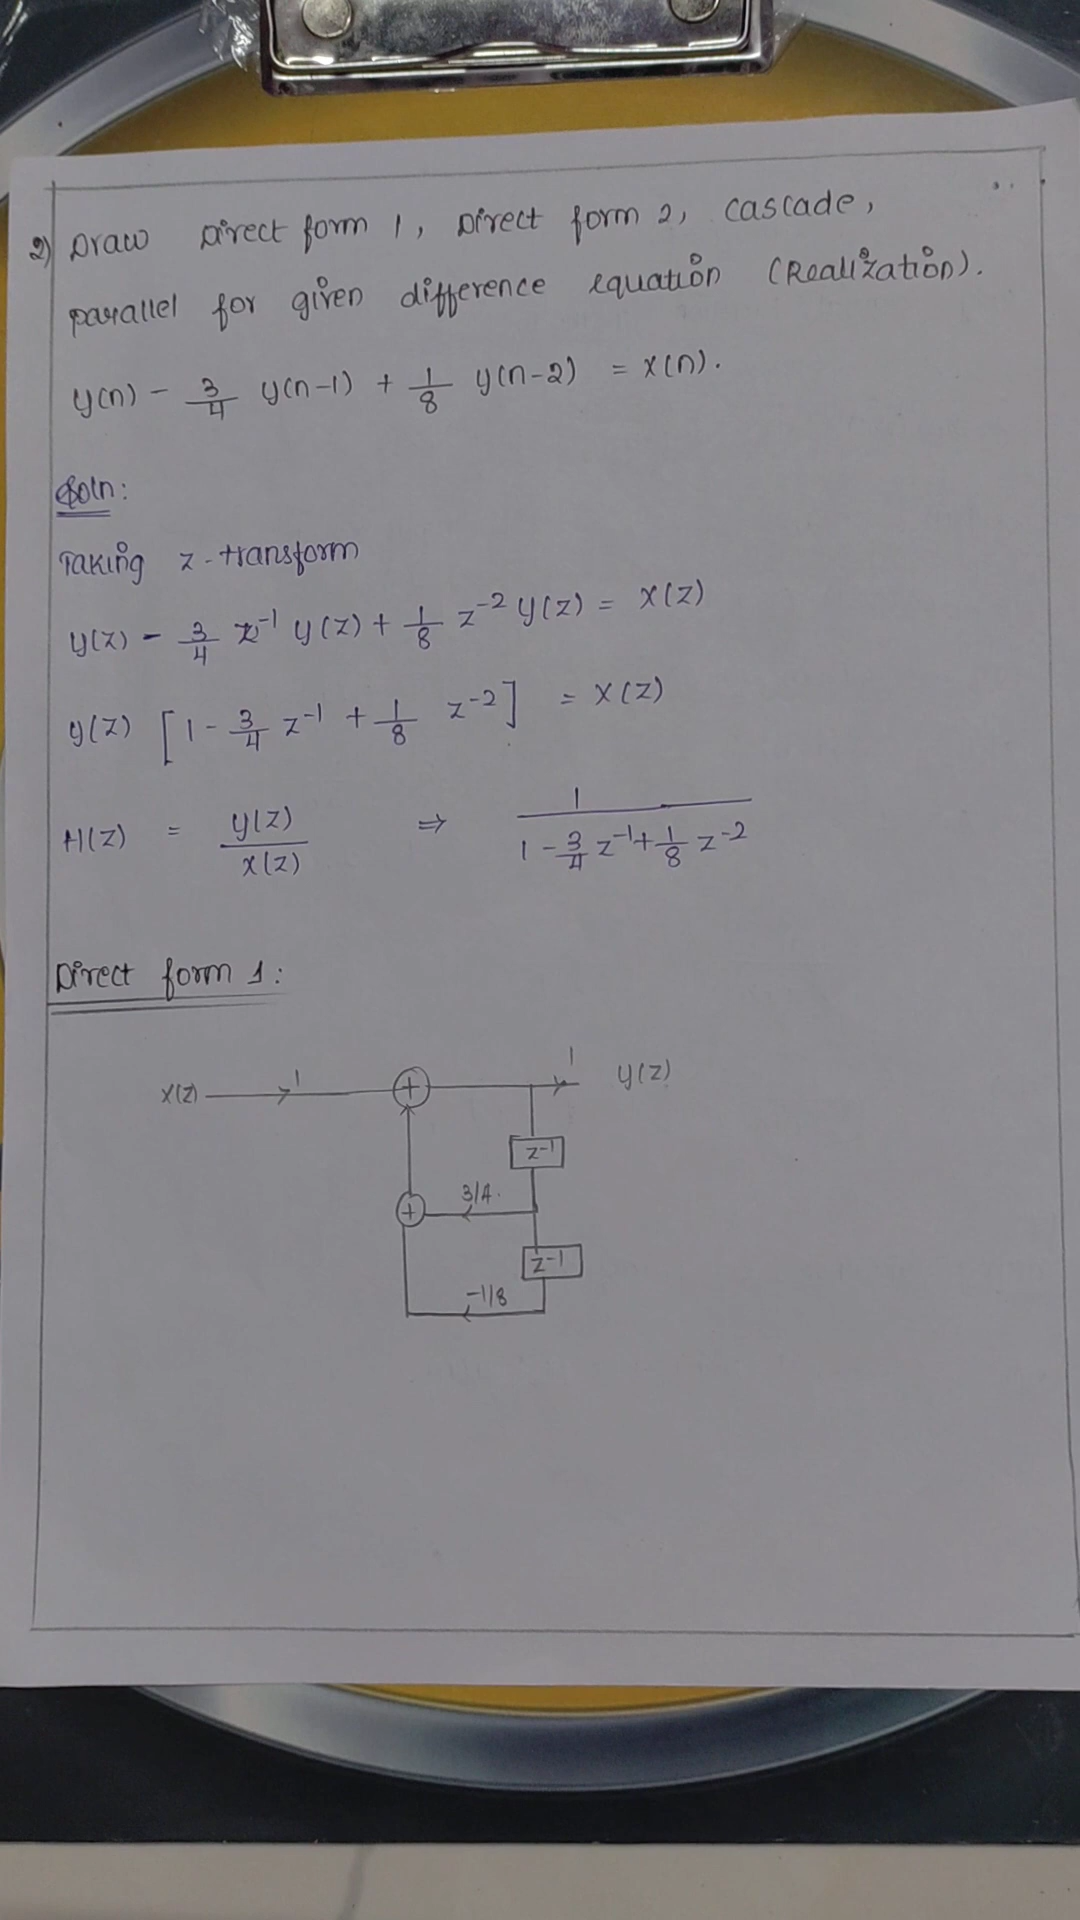 2) Draw Direct form 1, Direct form 2, cascade,
parallel for given difference equation (Realization).
y(n) - 3/4 y(n-1) + 1/8 y(n-2) = x(n).
Soln:
Taking z-transform
y(z) - 3/4 z^-1 y(z) + 1/8 z^-2 y(z) = X(z)
y(z) [1 - 3/4 z^-1 + 1/8 z^-2] = X(z)
H(z) = y(z)/x(z) ⇒ 1/(1 - 3/4 z^-1 + 1/8 z^-2)
Direct form 1:
X(z) 1 + 1 y(z)
z^-1
+ 3/4.
z^-1
-1/8